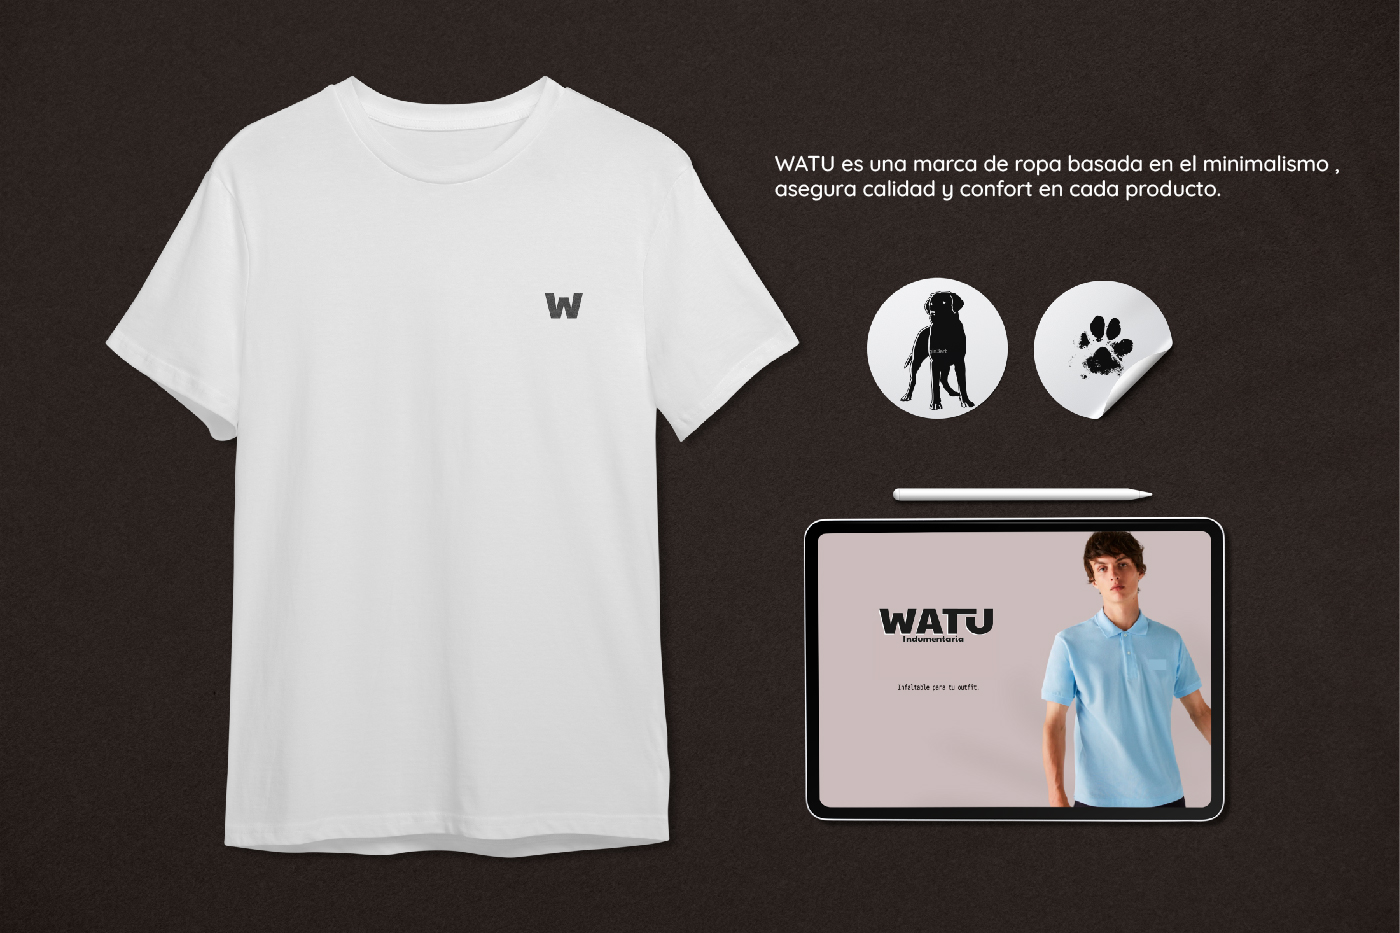 WATU es una marca de ropa basada en el minimalismo ,
asegura calidad y confort en cada producto.
W
WATU
Indumentaria
Infaltable para tu outfit.